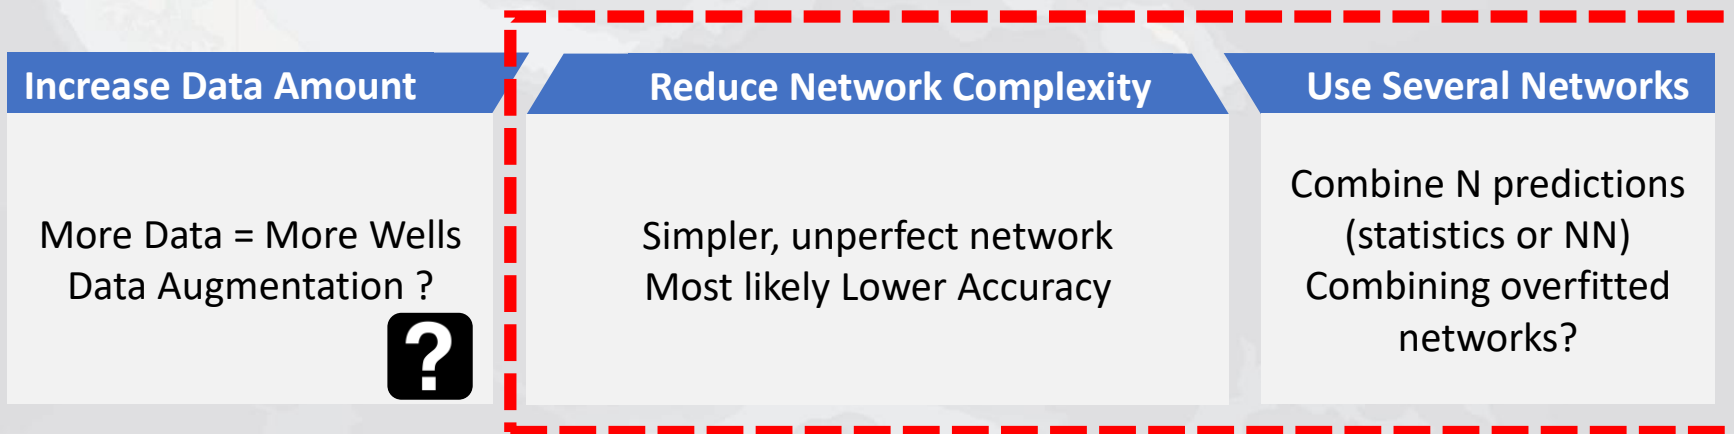 Increase Data Amount
More Data = More Wells
Data Augmentation ?
?
Reduce Network Complexity
Simpler, unperfect network
Most likely Lower Accuracy
Use Several Networks
Combine N predictions
(statistics or NN)
Combining overfitted
networks?